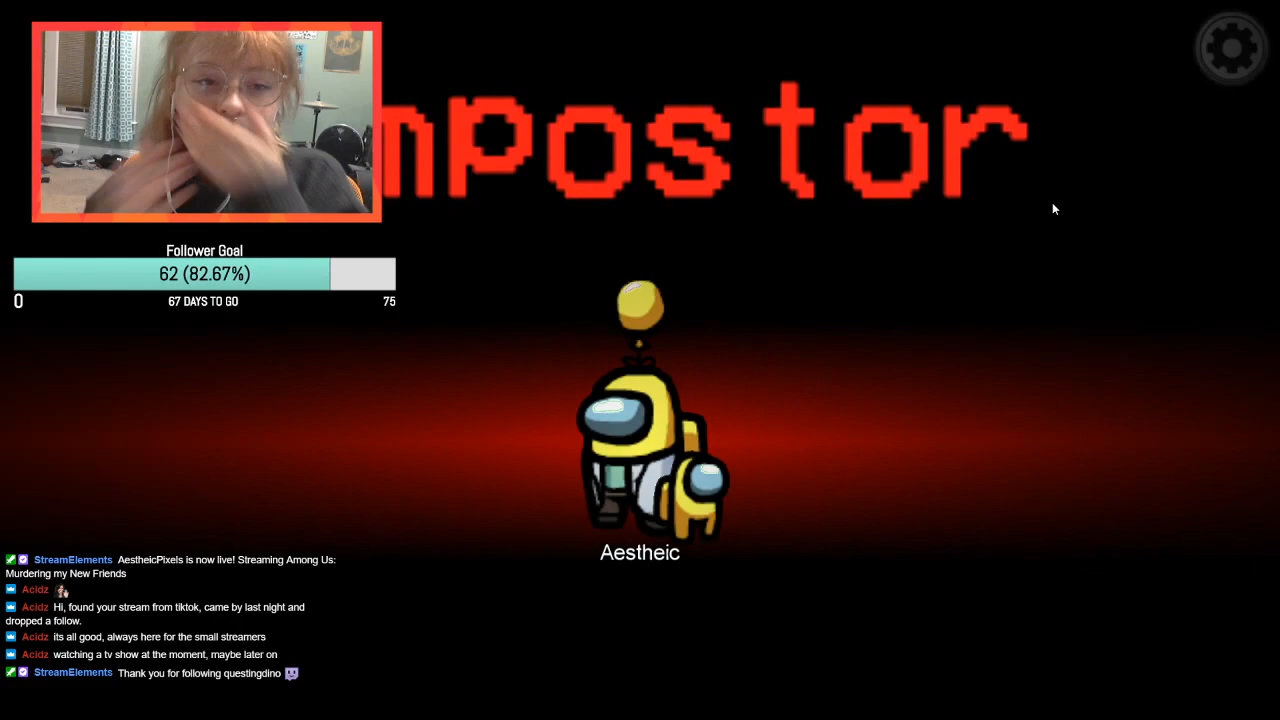 mpostor
Follower Goal
62 (82.67%)
0
67 DAYS TO GO
75
Aestheic
StreamElements AestheicPixels is now live! Streaming Among Us:
Murdering my New Friends
Acidz
Acidz Hi, found your stream from tiktok, came by last night and
dropped a follow.
Acidz its all good, always here for the small streamers
Acidz watching a tv show at the moment, maybe later on
StreamElements Thank you for following questingdino